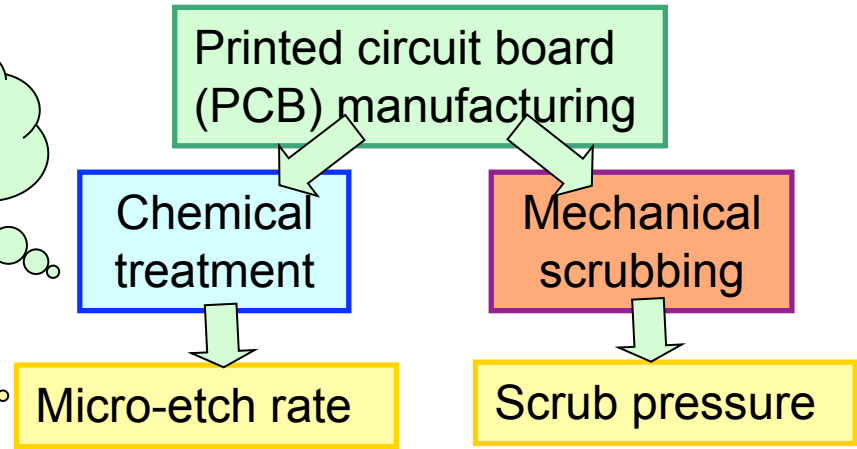 Printed circuit board
(PCB) manufacturing
Chemical
treatment
Mechanical
scrubbing
Micro-etch rate
Scrub pressure